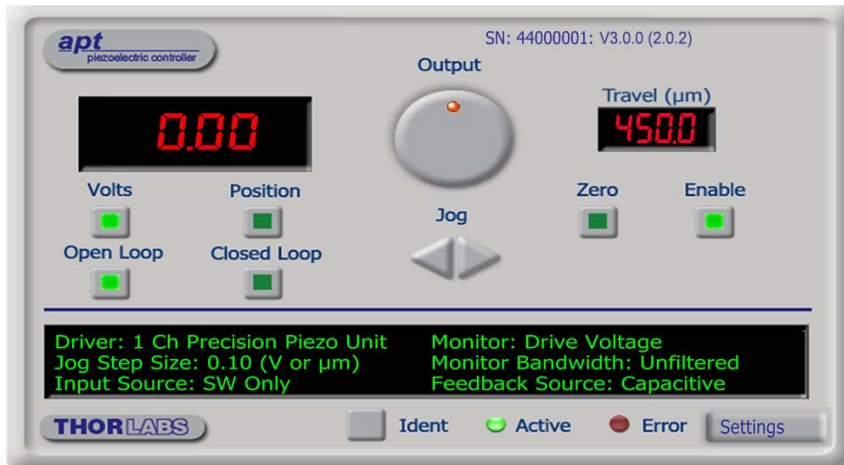 apt
piezoelectric controller
SN: 44000001: V3.0.0 (2.0.2)
Output
Travel (µm)
0.00
450.0
Volts
Position
Zero
Enable
Jog
Open Loop
Closed Loop
Driver: 1 Ch Precision Piezo Unit
Monitor: Drive Voltage
Jog Step Size: 0.10 (V or µm)
Monitor Bandwidth: Unfiltered
Input Source: SW Only
Feedback Source: Capacitive
THORLABS
Ident
Active
Error
Settings